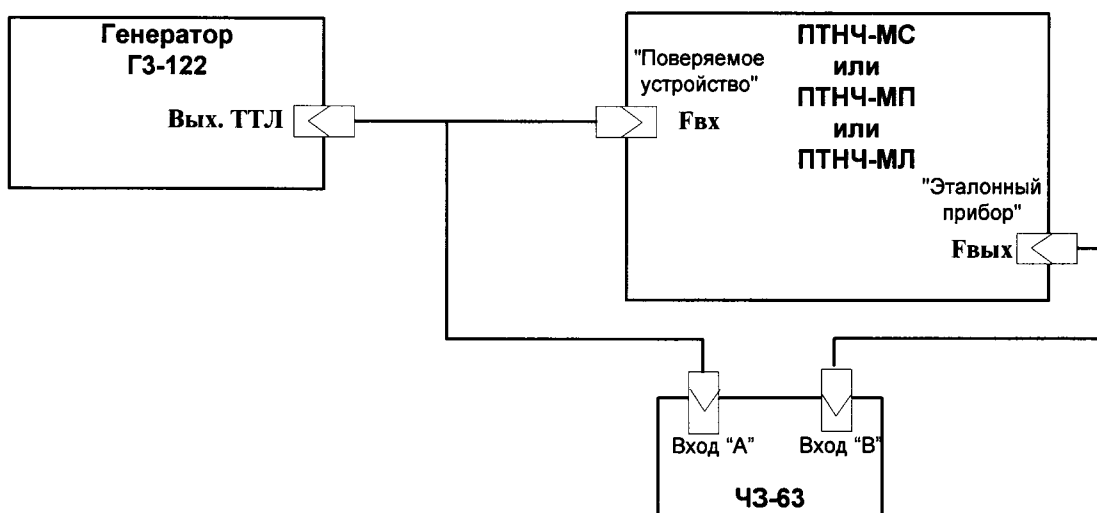 Генератор
Г3-122
Вых. ТТЛ
"Поверяемое
устройство"
Fвх
ПТНЧ-МС
или
ПТНЧ-МП
или
ПТНЧ-МЛ
"Эталонный
прибор"
Fвых
Вход “А”
Вход “В”
ЧЗ-63